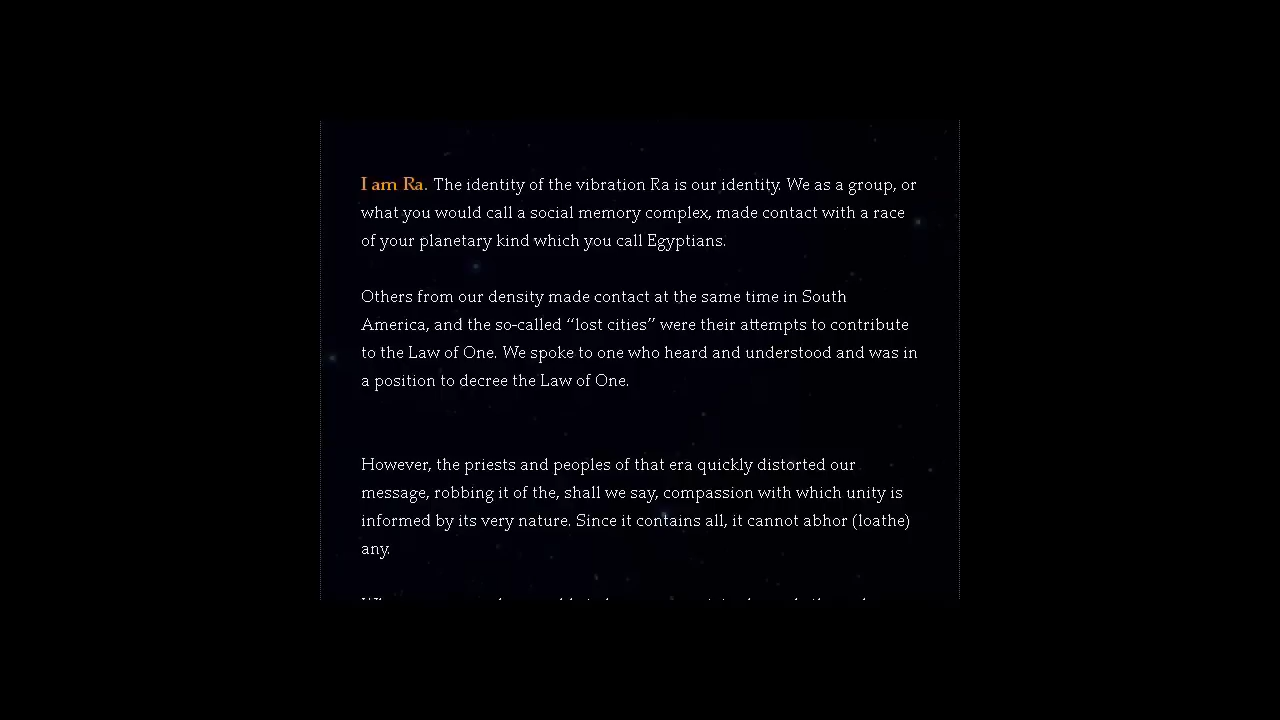 I am Ra. The identity of the vibration Ra is our identity. We as a group, or
what you would call a social memory complex, made contact with a race
of your planetary kind which you call Egyptians.
Others from our density made contact at the same time in South
America, and the so-called “lost cities” were their attempts to contribute
to the Law of One. We spoke to one who heard and understood and was in
a position to decree the Law of One.
However, the priests and peoples of that era quickly distorted our
message, robbing it of the, shall we say, compassion with which unity is
informed by its very nature. Since it contains all, it cannot abhor (loathe)
any.